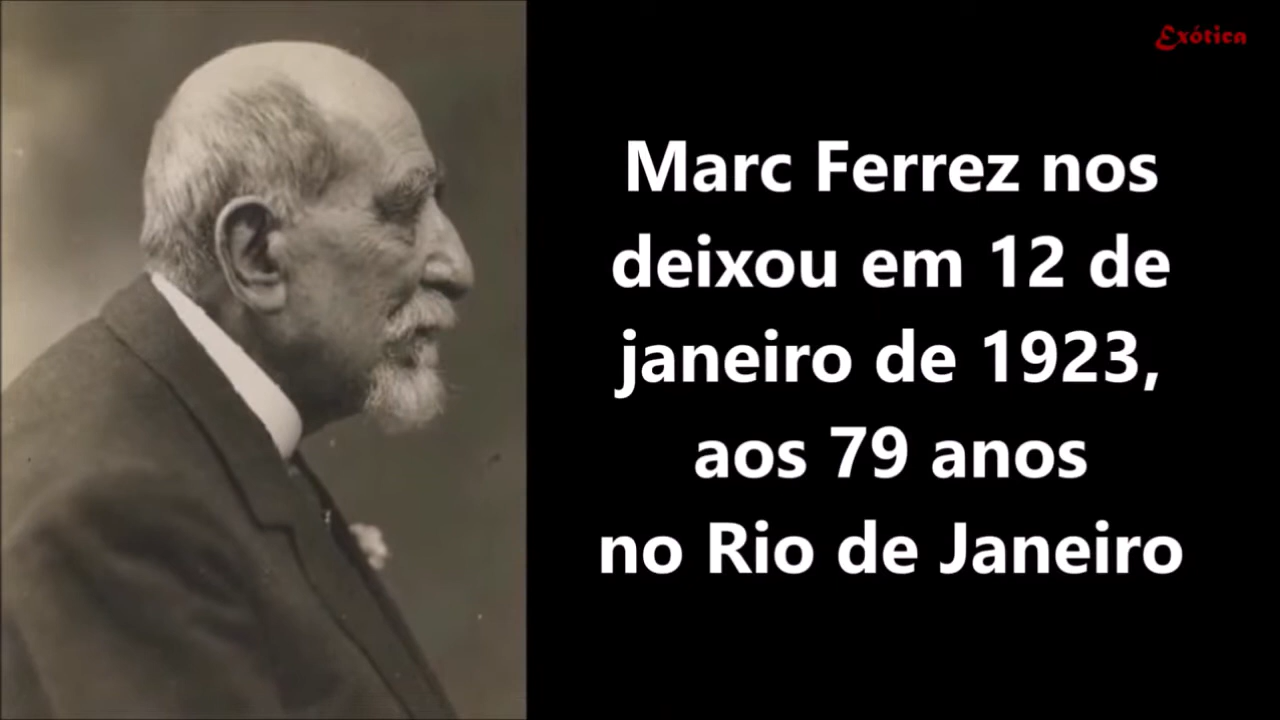 Exótica
Marc Ferrez nos
deixou em 12 de
janeiro de 1923,
aos 79 anos
no Rio de Janeiro